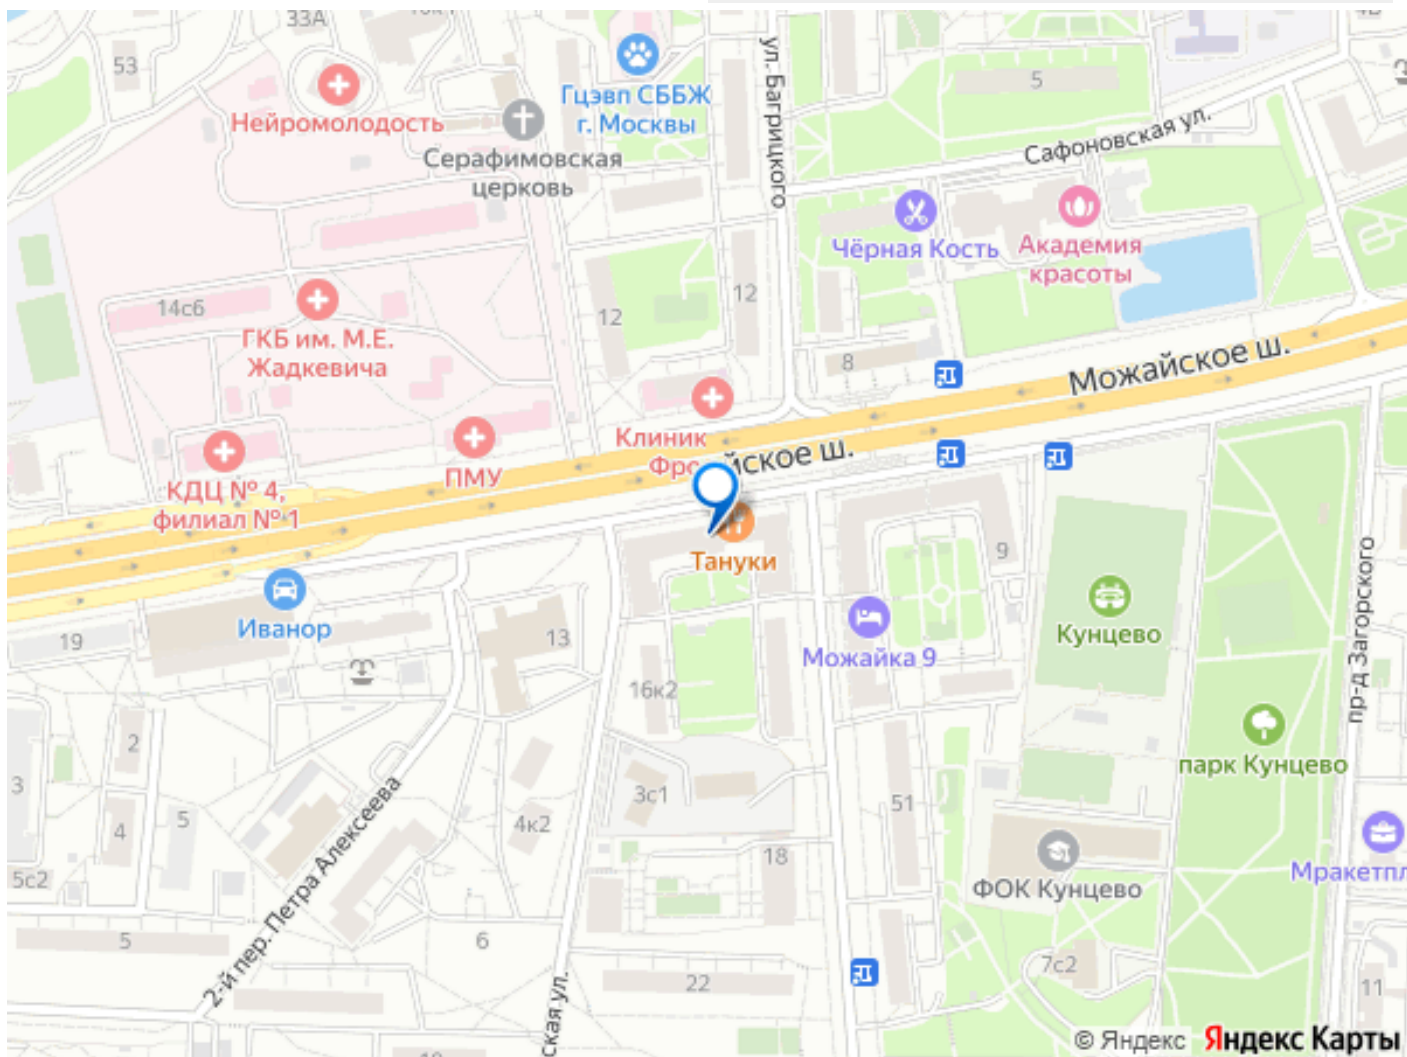 33А
53
4Б
5
ул. Багрицкого
Гцэвп СББЖ
г. Москвы
Нейромолодость
Серафимовская
церковь
Сафоновская ул.
Чёрная Кость
Академия
красоты
14с6
12
12
ГКБ им. М.Е.
Жадкевича
8
Можайское ш.
Клиник
Фро
йское ш.
ПМУ
КДЦ № 4,
филиал № 1
Тануки
9
Иванор
19
13
Кунцево
Можайка 9
пр-д Загорского
16к2
2
парк Кунцево
3
3с1
51
4
5
4к2
2-й пер. Петра Алексеева
18
Мракетпл
5с2
ФОК Кунцево
5
6
7с2
22
11
ская ул.
© Яндекс Яндекс Карты